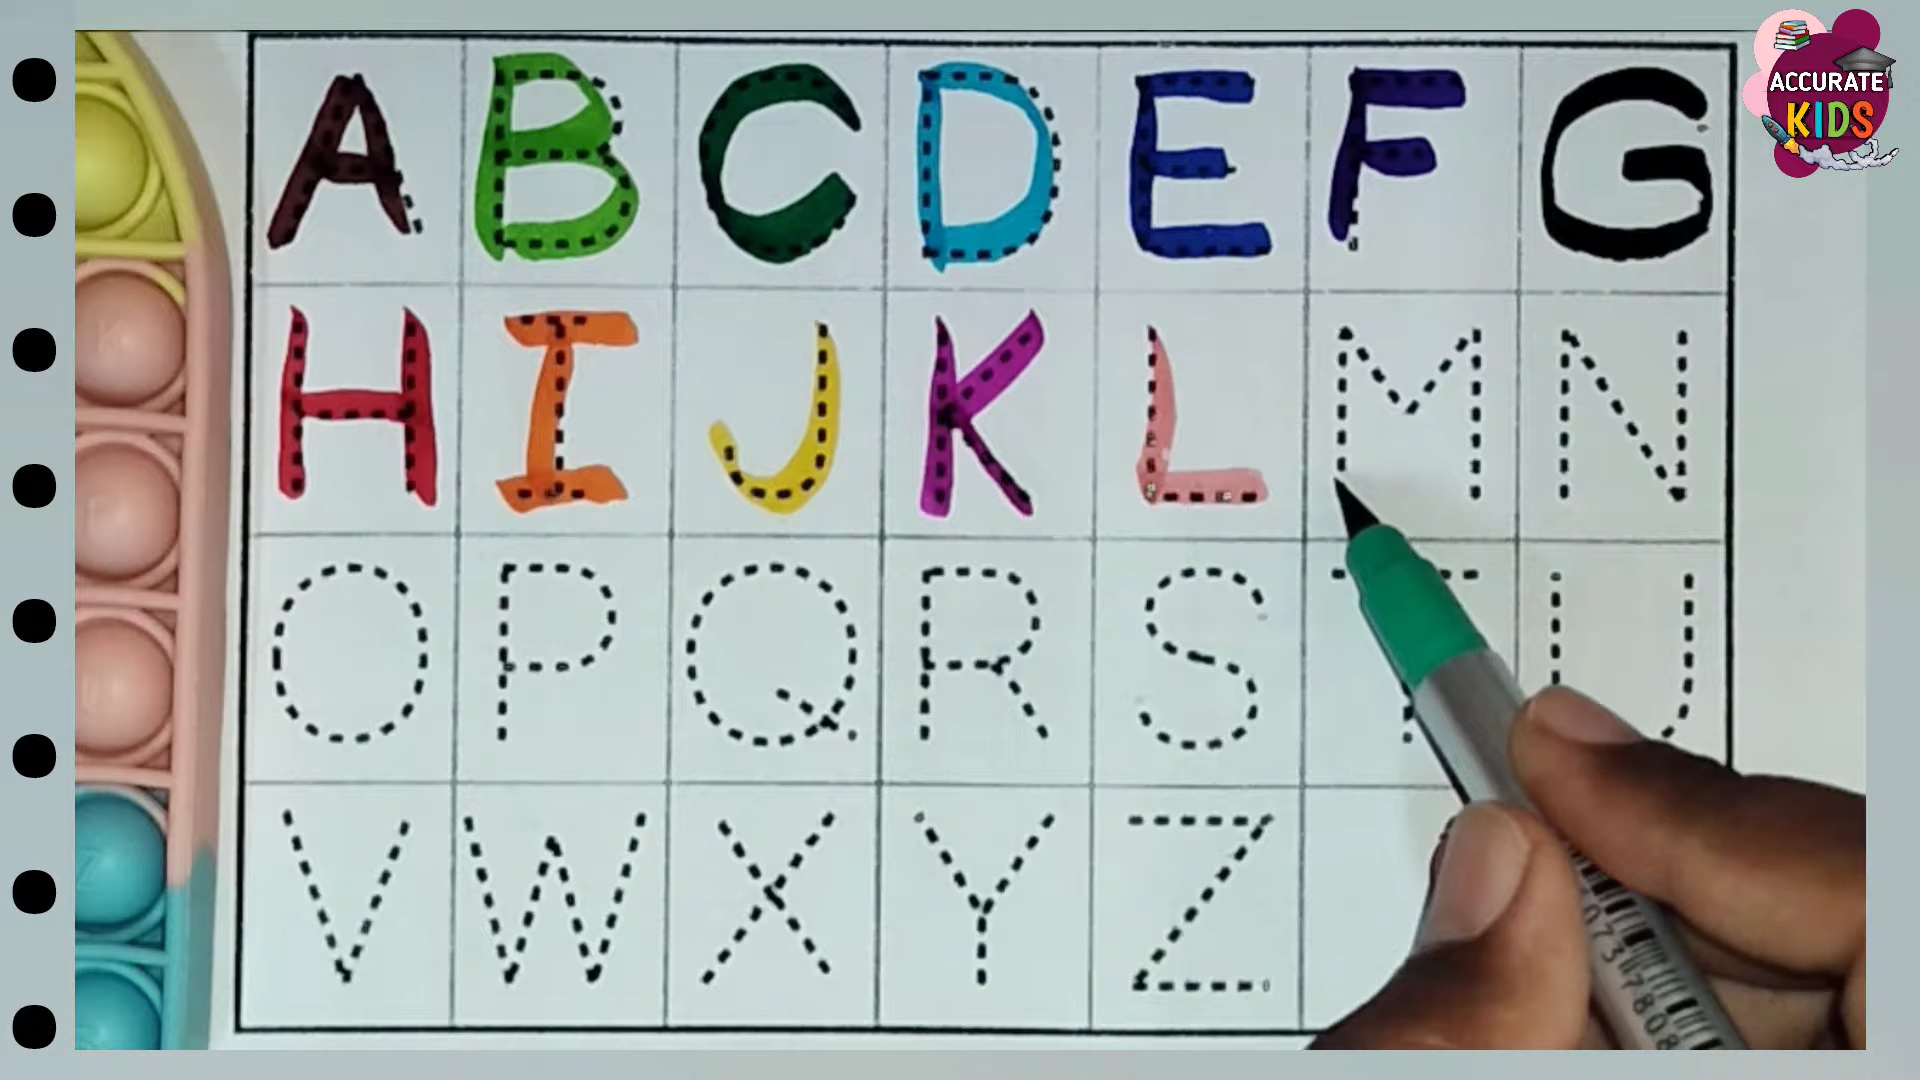 ACCURATE
KIDS
A B C D E F G
H I J K L M N
O P Q R S T U
V W X Y Z